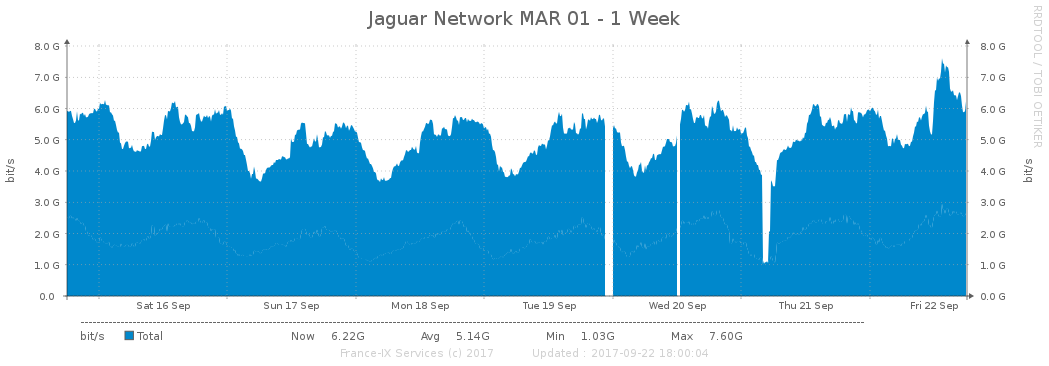 Jaguar Network MAR 01 - 1 Week
RRDTOOL / TOBI OETIKER
bit/s
8.0 G 8.0 G
7.0 G 7.0 G
6.0 G 6.0 G
5.0 G 5.0 G
4.0 G 4.0 G
3.0 G 3.0 G
2.0 G 2.0 G
1.0 G 1.0 G
0.0 0.0 G
bit/s
Sat 16 Sep Sun 17 Sep Mon 18 Sep Tue 19 Sep Wed 20 Sep Thu 21 Sep Fri 22 Sep
bit/s Total Now 6.22G Avg 5.14G Min 1.03G Max 7.60G
France-IX Services (c) 2017 Updated : 2017-09-22 18:00:04